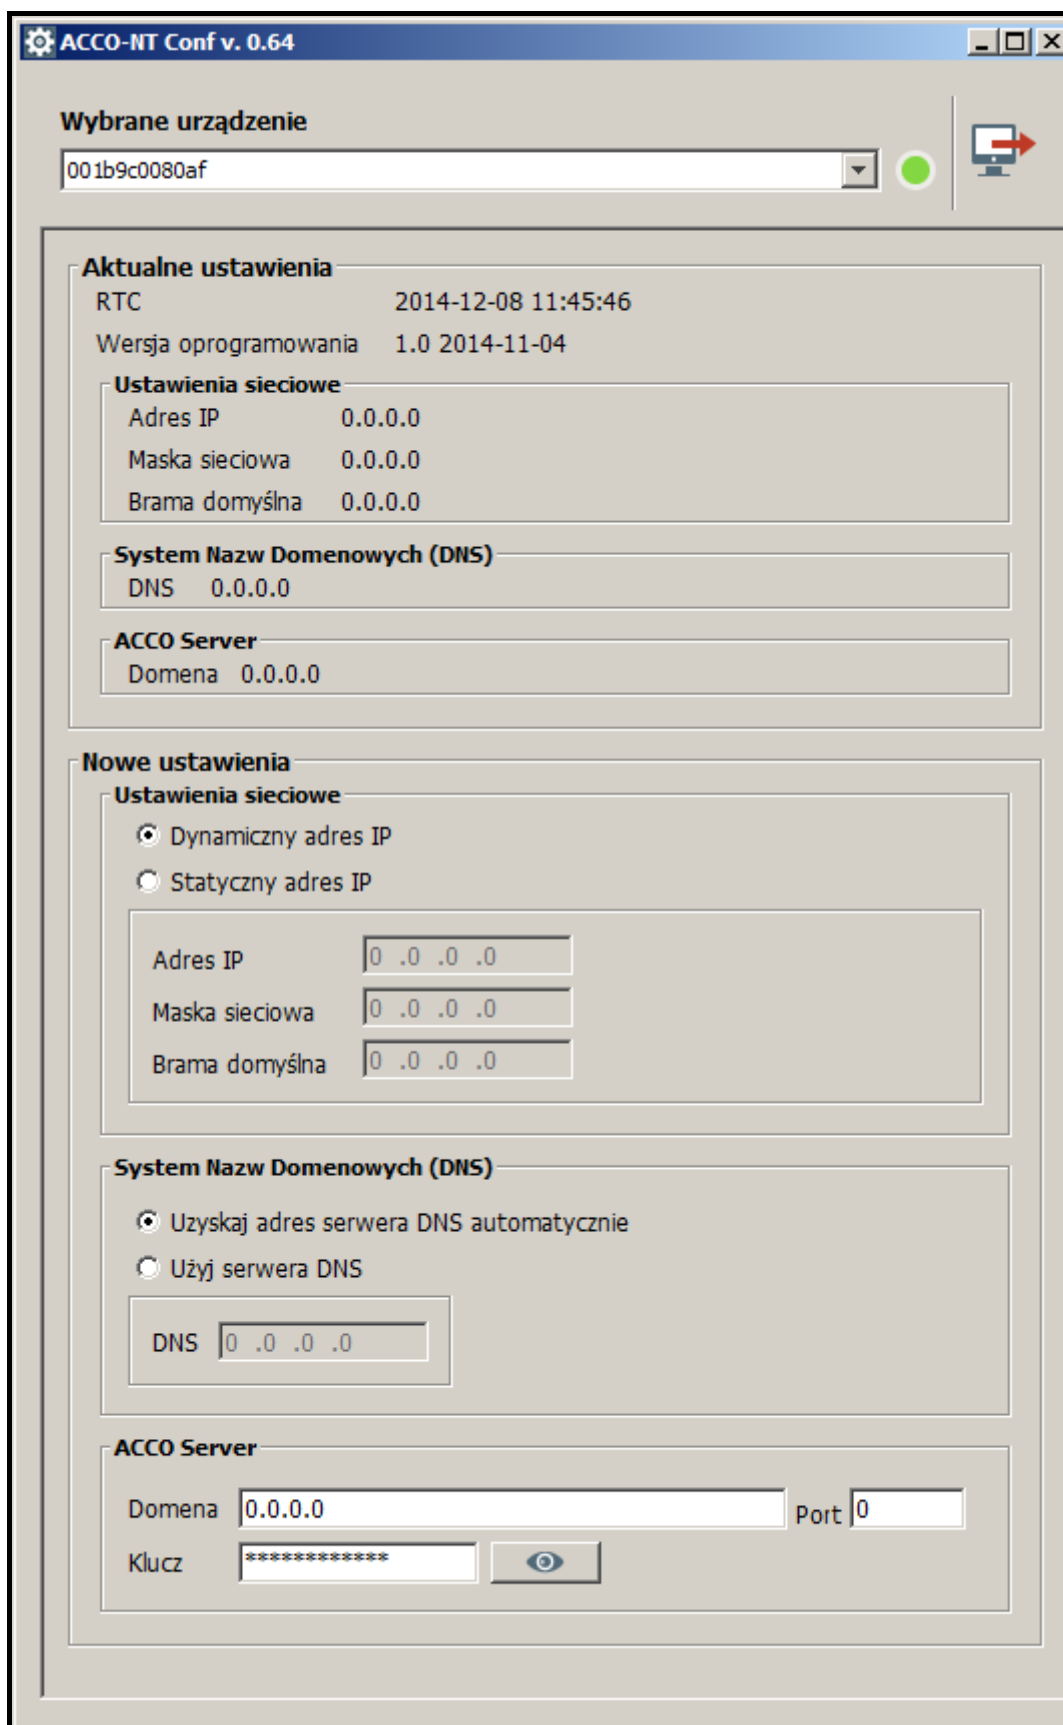 ACCO-NT Conf v. 0.64
Wybrane urządzenie
001b9c0080af
Aktualne ustawienia
RTC 2014-12-08 11:45:46
Wersja oprogramowania 1.0 2014-11-04
Ustawienia sieciowe
Adres IP 0.0.0.0
Maska sieciowa 0.0.0.0
Brama domyślna 0.0.0.0
System Nazw Domenowych (DNS)
DNS 0.0.0.0
ACCO Server
Domena 0.0.0.0
Nowe ustawienia
Ustawienia sieciowe
Dynamiczny adres IP
Statyczny adres IP
Adres IP 0 .0 .0 .0
Maska sieciowa 0 .0 .0 .0
Brama domyślna 0 .0 .0 .0
System Nazw Domenowych (DNS)
Uzyskaj adres serwera DNS automatycznie
Użyj serwera DNS
DNS 0 .0 .0 .0
ACCO Server
Domena 0.0.0.0 Port 0
Klucz ************